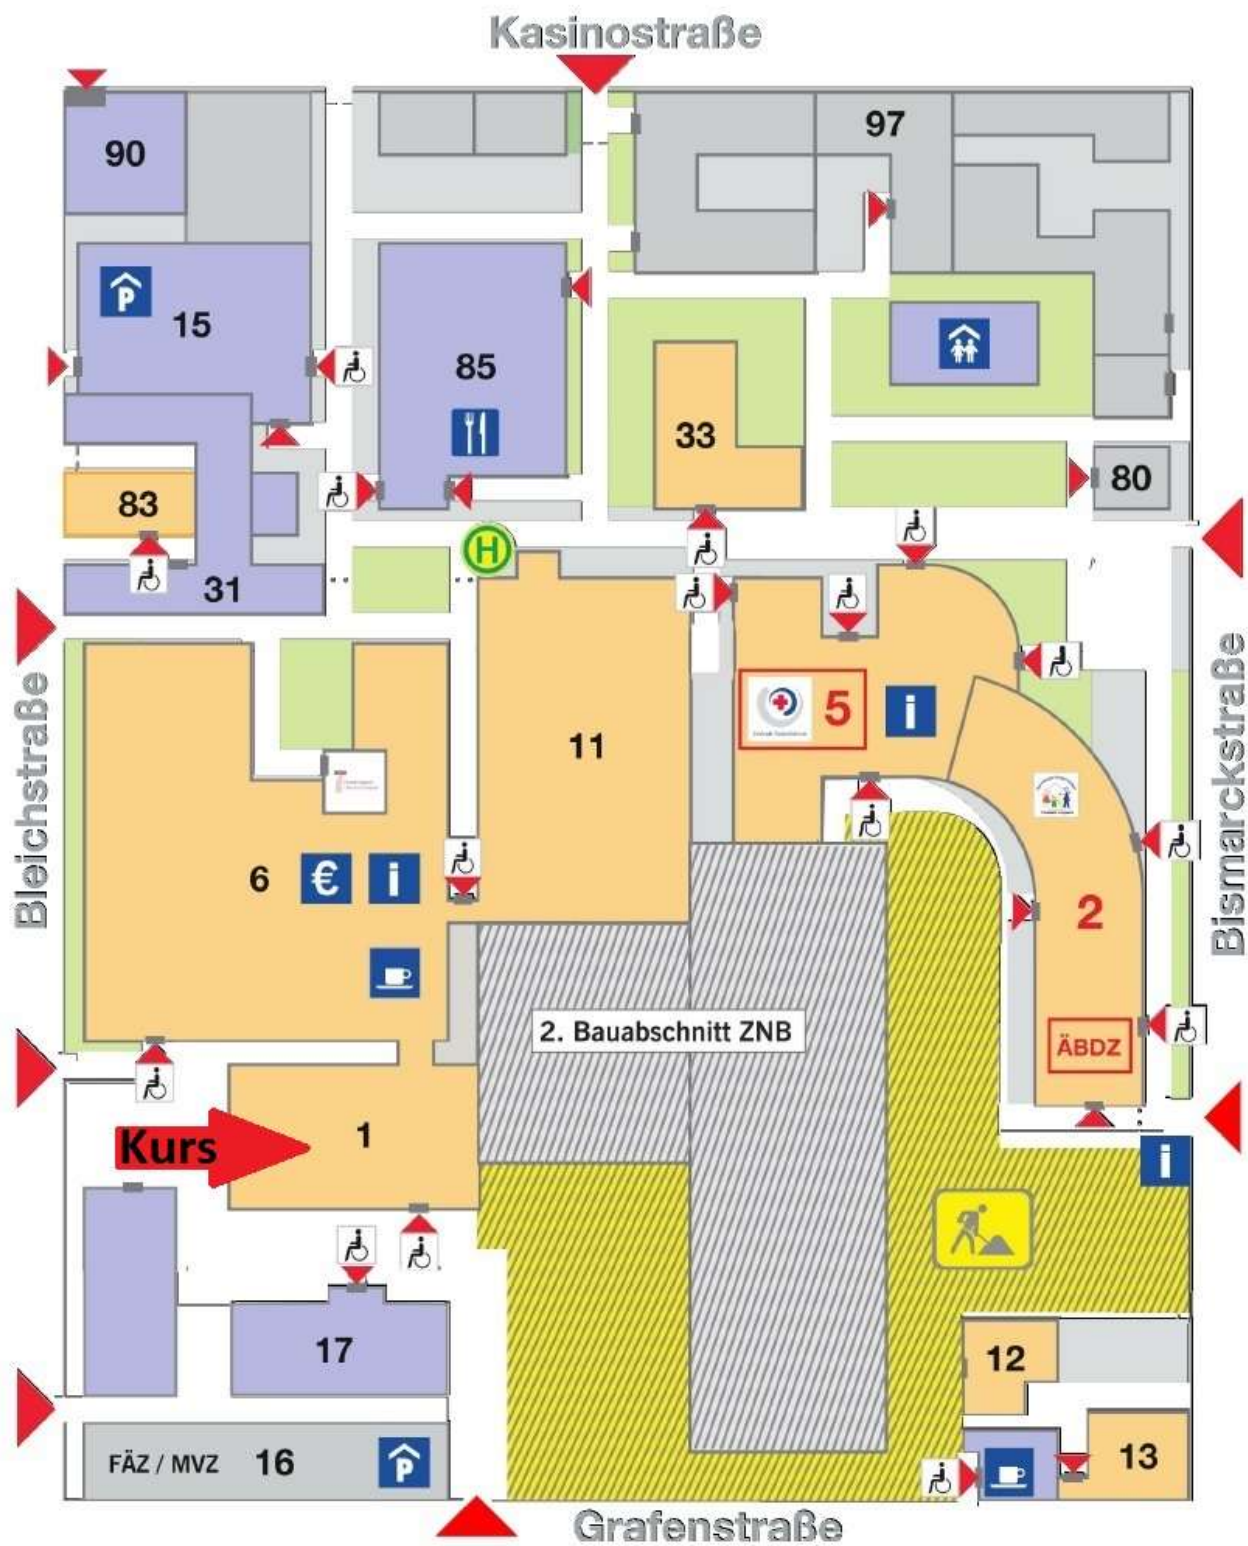 Kasinostraße
97
90
P
15
85
33
80
83
H
31
5
i
11
Bleichstraße
Bismarckstraße
6
€
i
2
2. Bauabschnitt ZNB
ÄBDZ
Kurs
1
i
17
12
FÄZ / MVZ
16
P
13
Grafenstraße